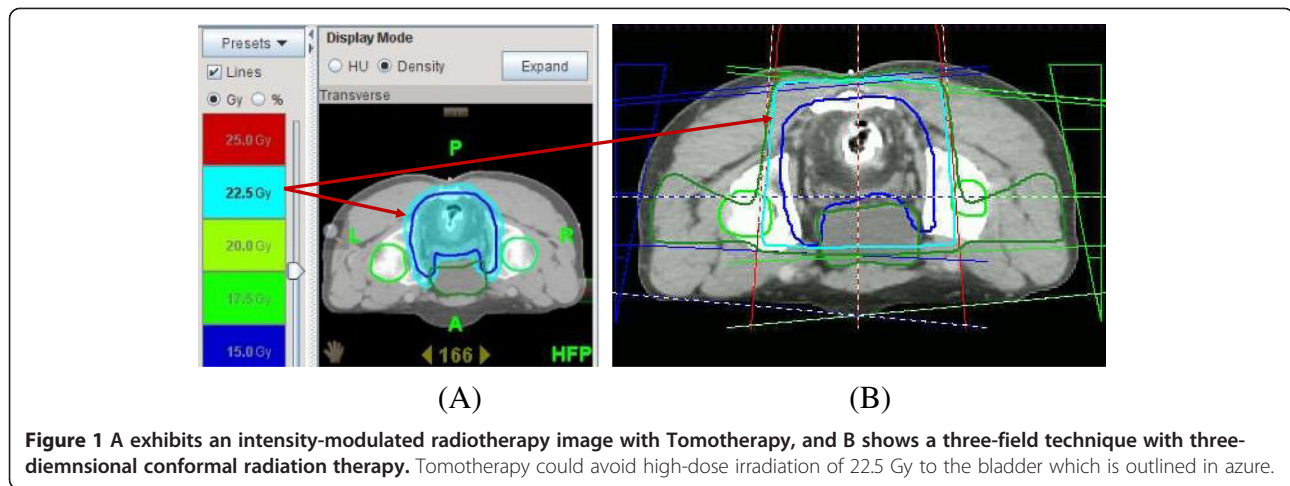 Presets ▼
Lines
Gy %
25.0 Gy
22.5 Gy
20.0 Gy
17.5 Gy
15.0 Gy
Display Mode
HU Density Expand
Transverse
P
L R
A
166
HFP
(A) (B)
Figure 1 A exhibits an intensity-modulated radiotherapy image with Tomotherapy, and B shows a three-field technique with three-
diemnsional conformal radiation therapy. Tomotherapy could avoid high-dose irradiation of 22.5 Gy to the bladder which is outlined in azure.